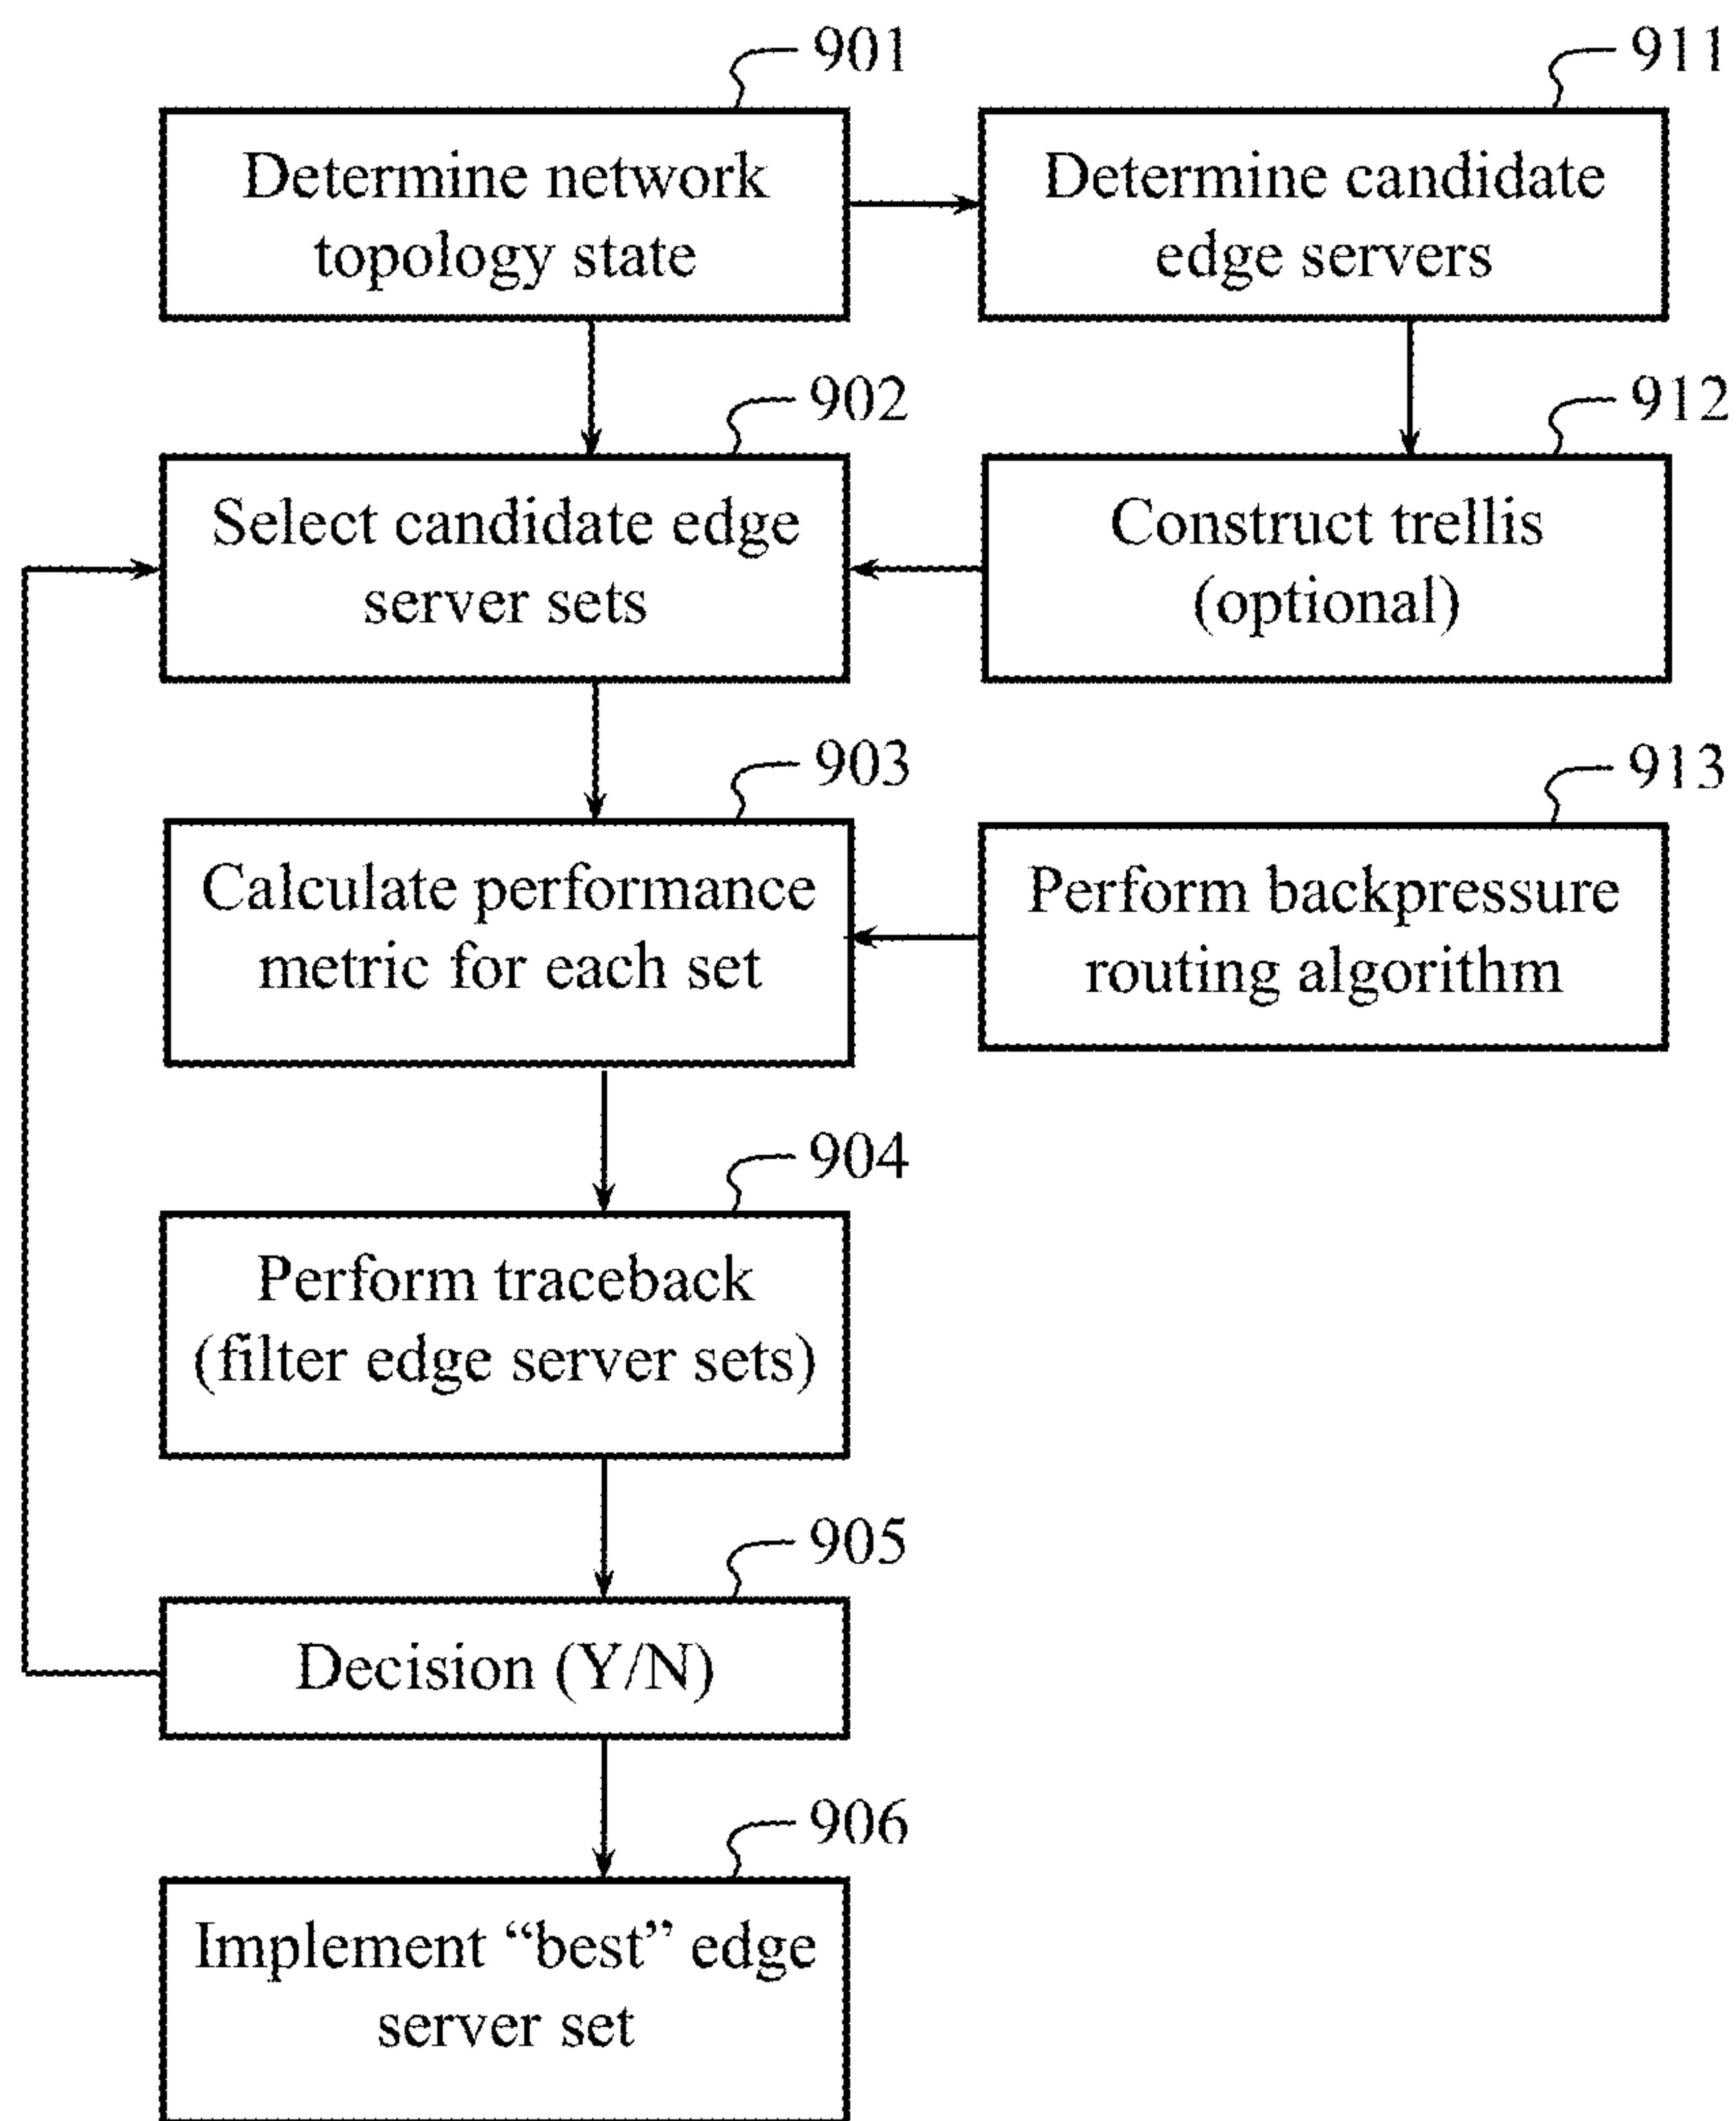 901
911
Determine network
topology state
Determine candidate
edge servers
902
912
Select candidate edge
server sets
Construct trellis
(optional)
903
913
Calculate performance
metric for each set
Perform backpressure
routing algorithm
904
Perform traceback
(filter edge server sets)
905
Decision (Y/N)
906
Implement “best” edge
server set